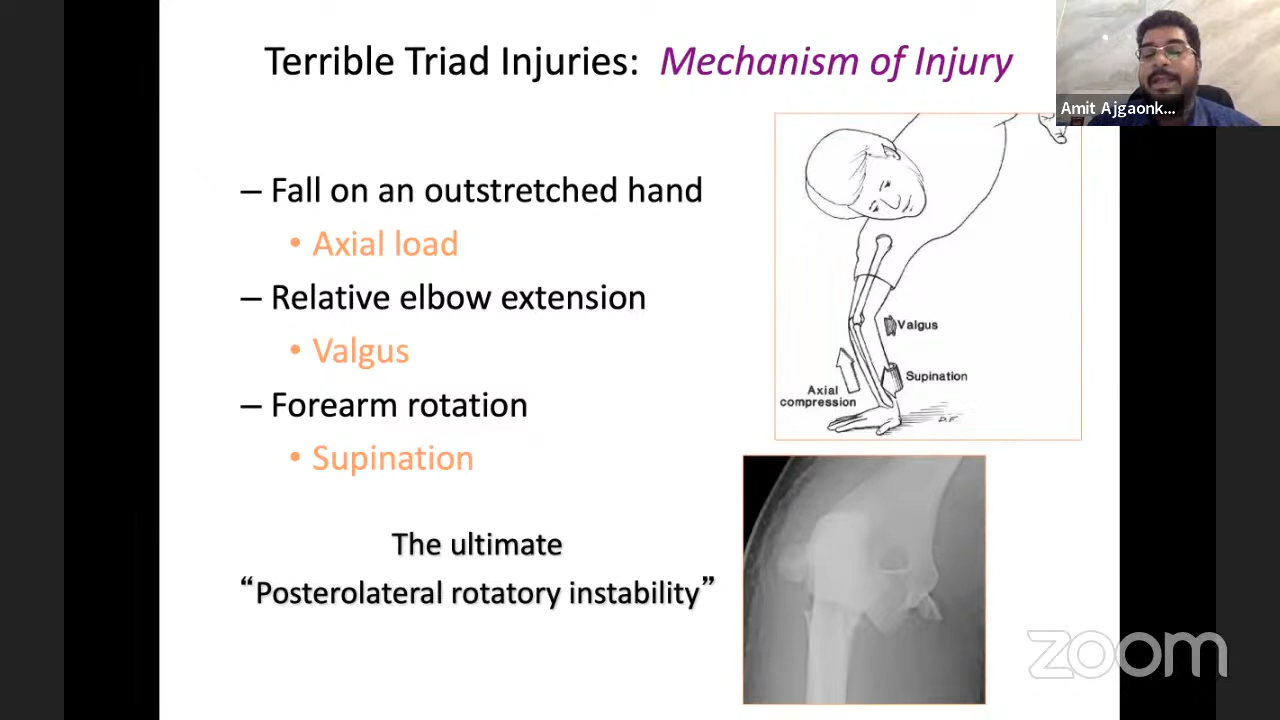 Terrible Triad Injuries: Mechanism of Injury
Amit Ajgaonk...
– Fall on an outstretched hand
• Axial load
– Relative elbow extension
• Valgus
– Forearm rotation
• Supination
The ultimate
“Posterolateral rotatory instability”
Valgus
Supination
Axial
compression
D.F.
zoom